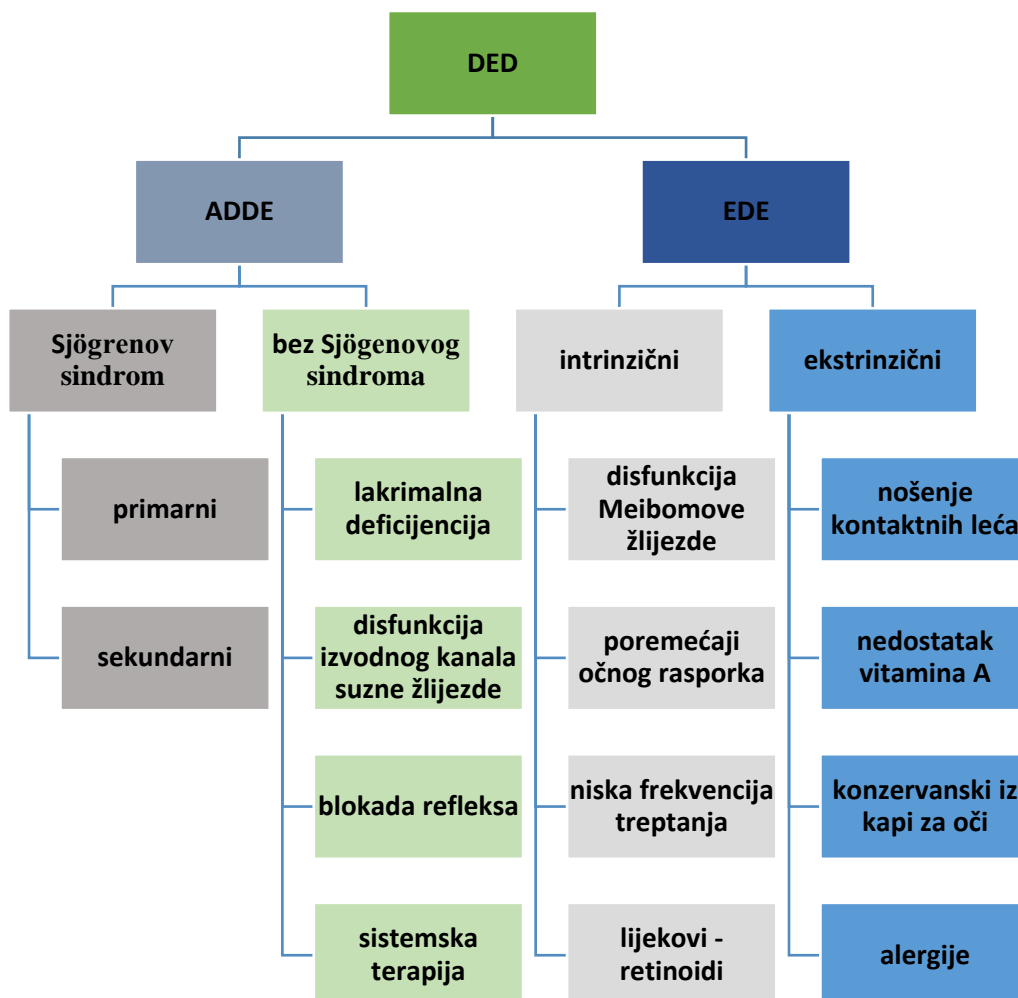 DED
ADDE
EDE
Sjögrenov
sindrom
bez Sjögenovog
sindroma
intrinzični
ekstrinzični
primarni
lakrimalna
deficijencija
disfunkcija
Meibomove
žlijezde
nošenje
kontaktnih leća
sekundarni
disfunkcija
izvodnog kanala
suzne žlijezde
poremećaji
očnog rasporka
nedostatak
vitamina A
blokada refleksa
niska frekvencija
treptanja
konzervanski iz
kapi za oči
sistemska
terapija
lijekovi -
retinoidi
alergije